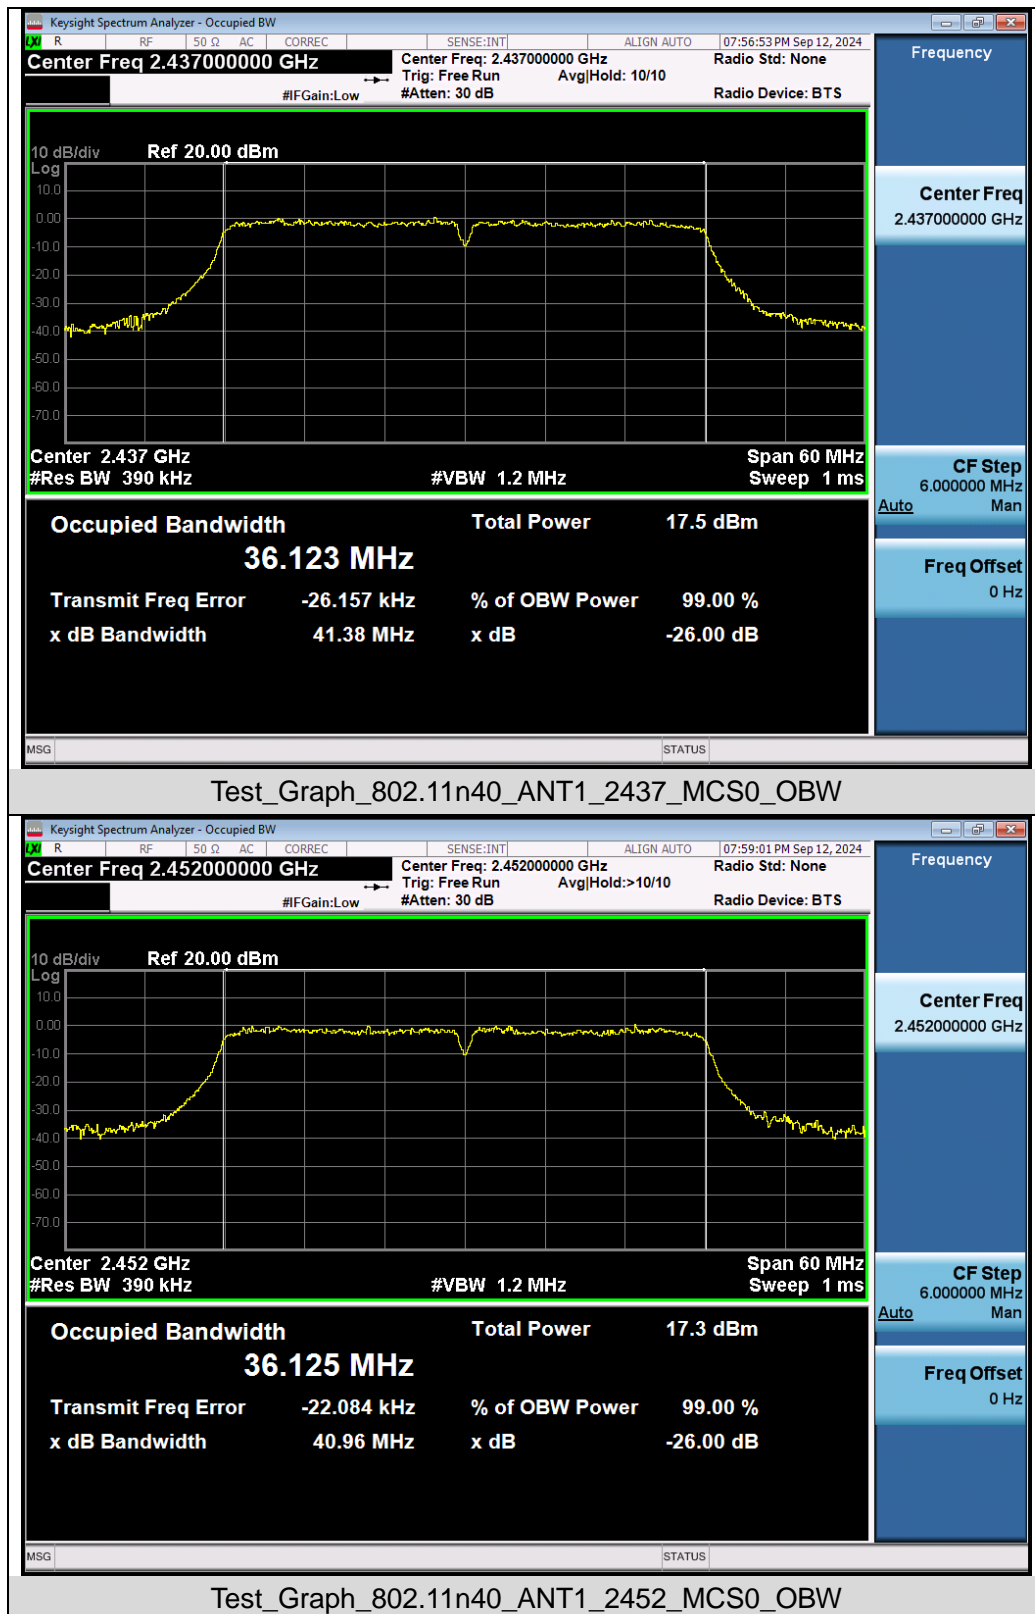 Keysight Spectrum Analyzer - Occupied BW
LXI R RF 50 Ω AC CORREC SENSE:INT ALIGN AUTO 07:56:53 PM Sep 12, 2024
Center Freq 2.437000000 GHz
Center Freq: 2.437000000 GHz
Radio Std: None
Trig: Free Run Avg|Hold: 10/10
#IFGain:Low
#Atten: 30 dB
Radio Device: BTS
Frequency
10 dB/div Ref 20.00 dBm
Log
10.0
0.00
-10.0
-20.0
-30.0
-40.0
-50.0
-60.0
-70.0
Center Freq
2.437000000 GHz
Center 2.437 GHz Span 60 MHz
#Res BW 390 kHz #VBW 1.2 MHz Sweep 1 ms
CF Step
6.000000 MHz
Auto Man
Occupied Bandwidth Total Power 17.5 dBm
36.123 MHz
Freq Offset
0 Hz
Transmit Freq Error -26.157 kHz % of OBW Power 99.00 %
x dB Bandwidth 41.38 MHz x dB -26.00 dB
MSG STATUS
Test_Graph_802.11n40_ANT1_2437_MCS0_OBW
Keysight Spectrum Analyzer - Occupied BW
LXI R RF 50 Ω AC CORREC SENSE:INT ALIGN AUTO 07:59:01 PM Sep 12, 2024
Center Freq 2.452000000 GHz
Center Freq: 2.452000000 GHz
Radio Std: None
Trig: Free Run Avg|Hold:>10/10
#IFGain:Low
#Atten: 30 dB
Radio Device: BTS
Frequency
10 dB/div Ref 20.00 dBm
Log
10.0
0.00
-10.0
-20.0
-30.0
-40.0
-50.0
-60.0
-70.0
Center Freq
2.452000000 GHz
Center 2.452 GHz Span 60 MHz
#Res BW 390 kHz #VBW 1.2 MHz Sweep 1 ms
CF Step
6.000000 MHz
Auto Man
Occupied Bandwidth Total Power 17.3 dBm
36.125 MHz
Freq Offset
0 Hz
Transmit Freq Error -22.084 kHz % of OBW Power 99.00 %
x dB Bandwidth 40.96 MHz x dB -26.00 dB
MSG STATUS
Test_Graph_802.11n40_ANT1_2452_MCS0_OBW